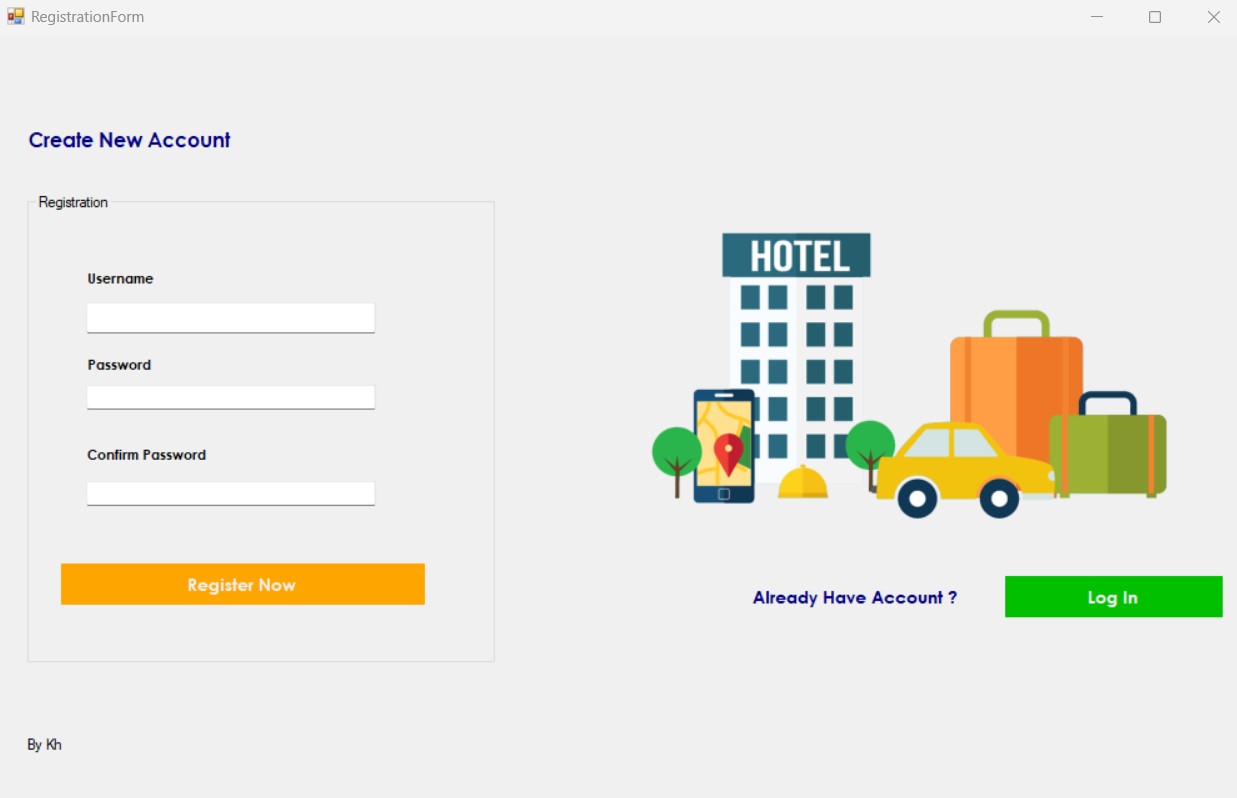 RegistrationForm
Create New Account
Registration
Username
Password
Confirm Password
Register Now
HOTEL
Already Have Account ?
Log In
By Kh